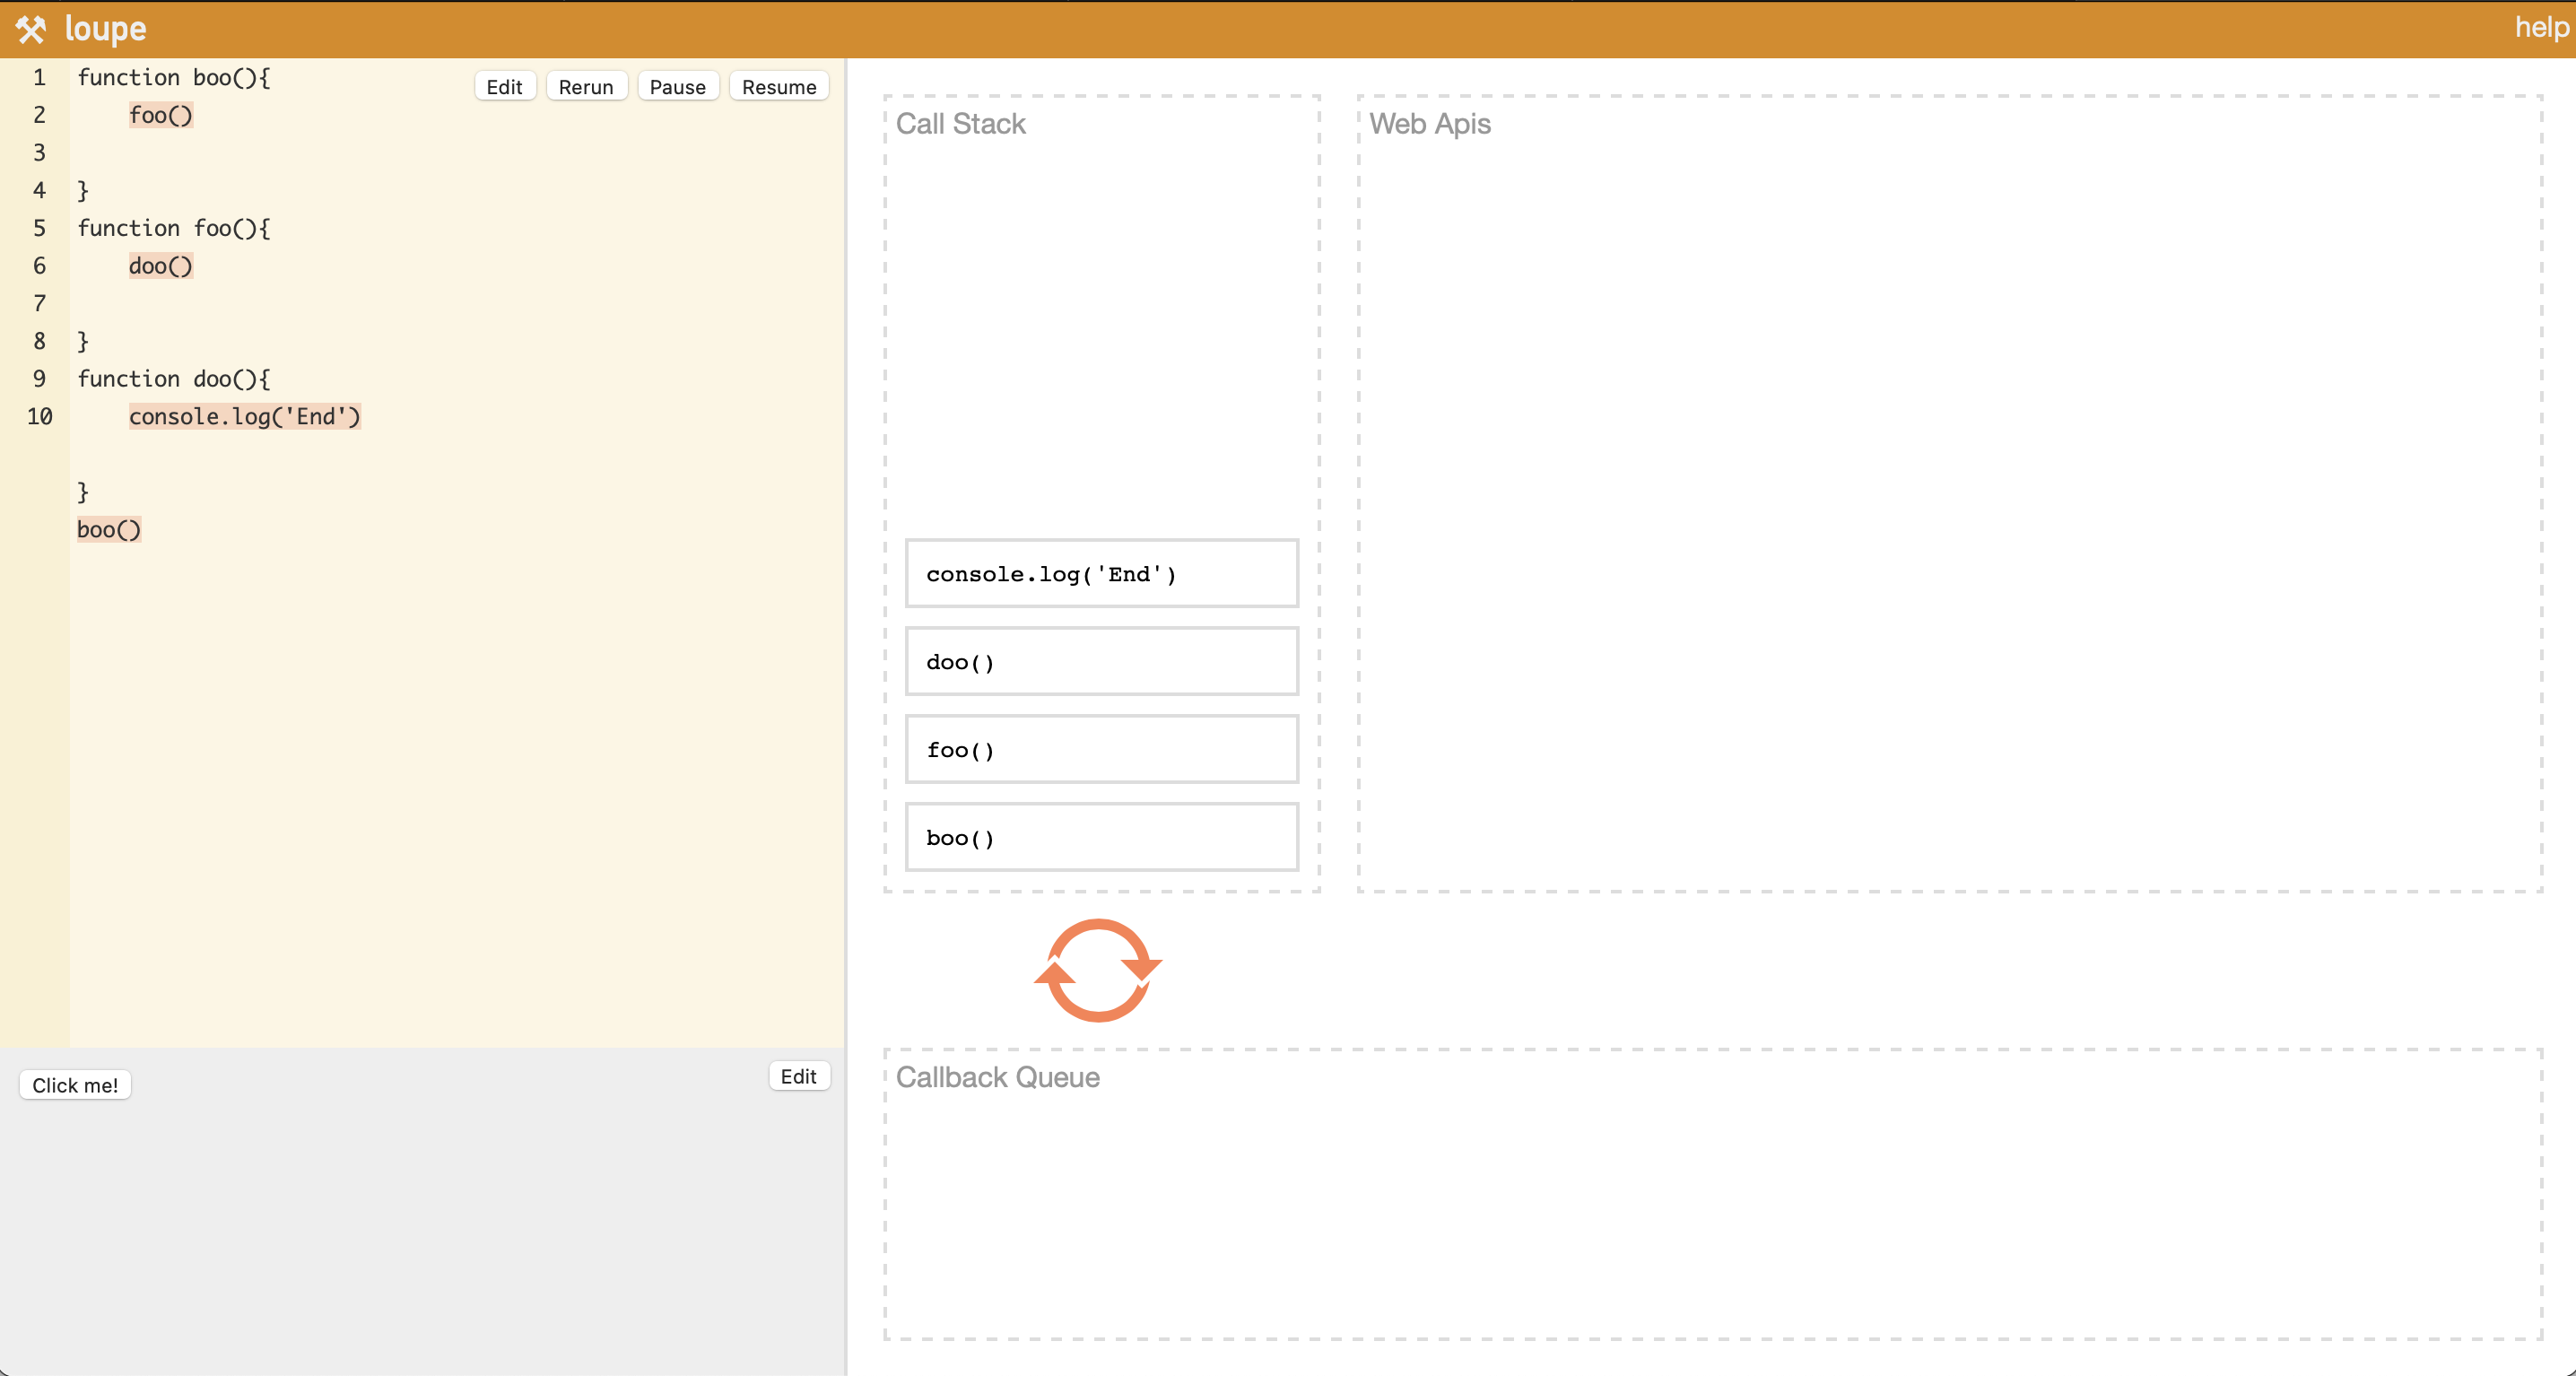 loupe
help
Edit Rerun Pause Resume
1 function boo(){
2     foo()
3
4 }
5 function foo(){
6     doo()
7
8 }
9 function doo(){
10     console.log('End')
}
boo()
Click me!
Edit
Call Stack
console.log('End')
doo()
foo()
boo()
Web Apis
Callback Queue